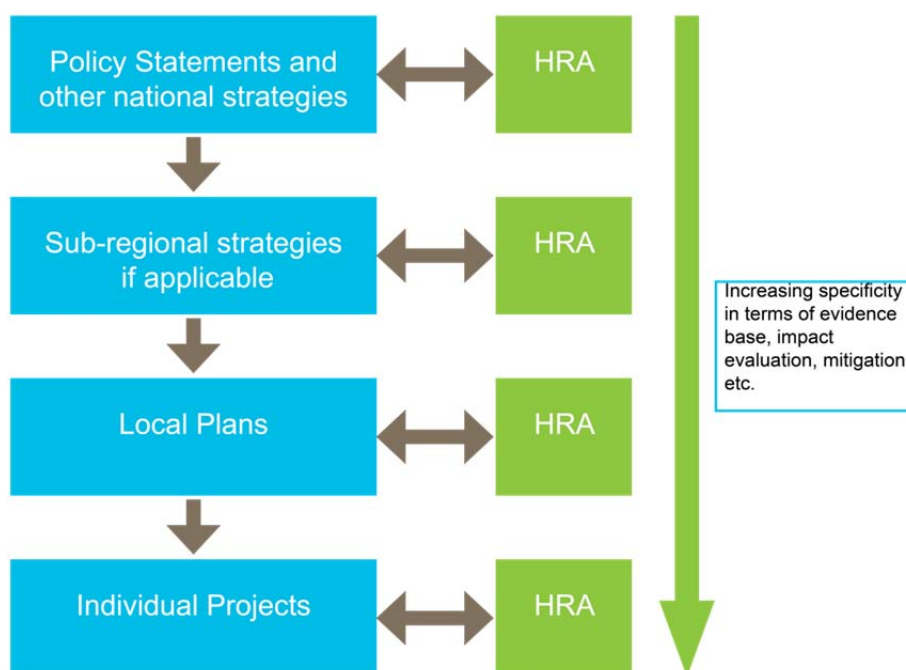 Policy Statements and
other national strategies
HRA
Sub-regional strategies
if applicable
HRA
Increasing specificity
in terms of evidence
base, impact
evaluation, mitigation
etc.
Local Plans
HRA
Individual Projects
HRA